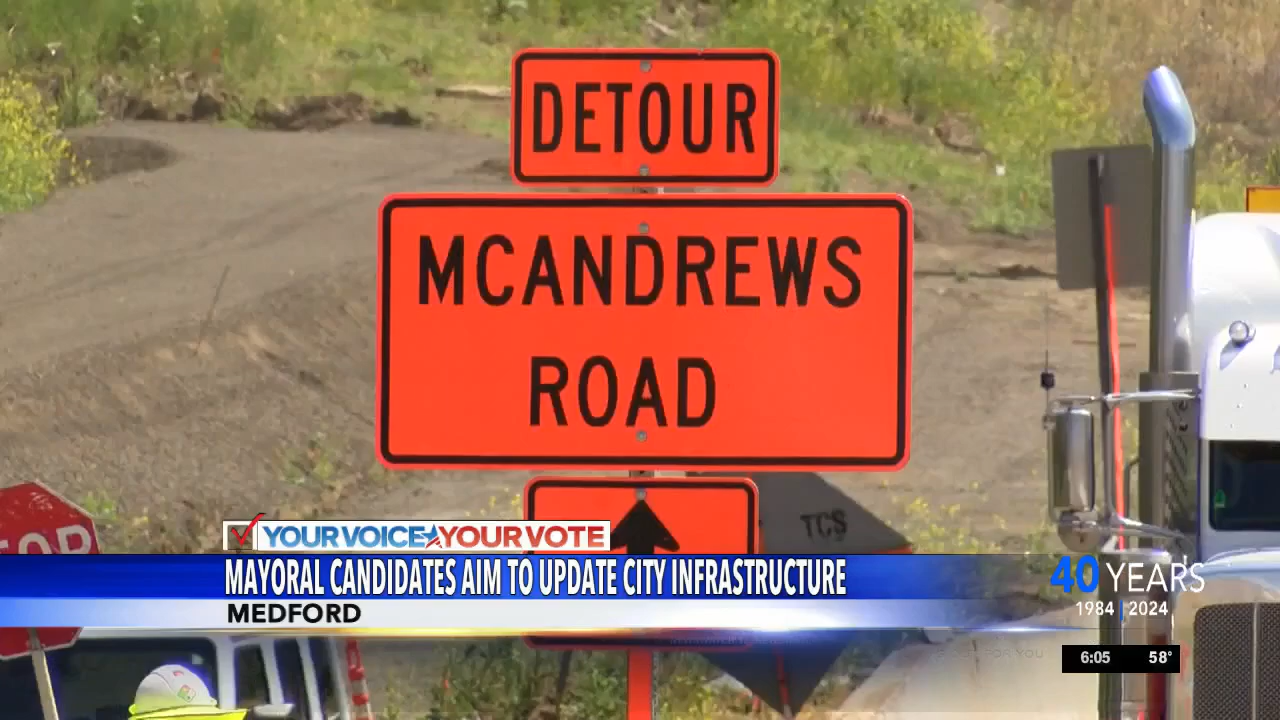 DETOUR
MCANDREWS
ROAD
TCS
YOUR VOICE YOUR VOTE
MAYORAL CANDIDATES AIM TO UPDATE CITY INFRASTRUCTURE
MEDFORD
40 YEARS
1984 | 2024
6:05 58°